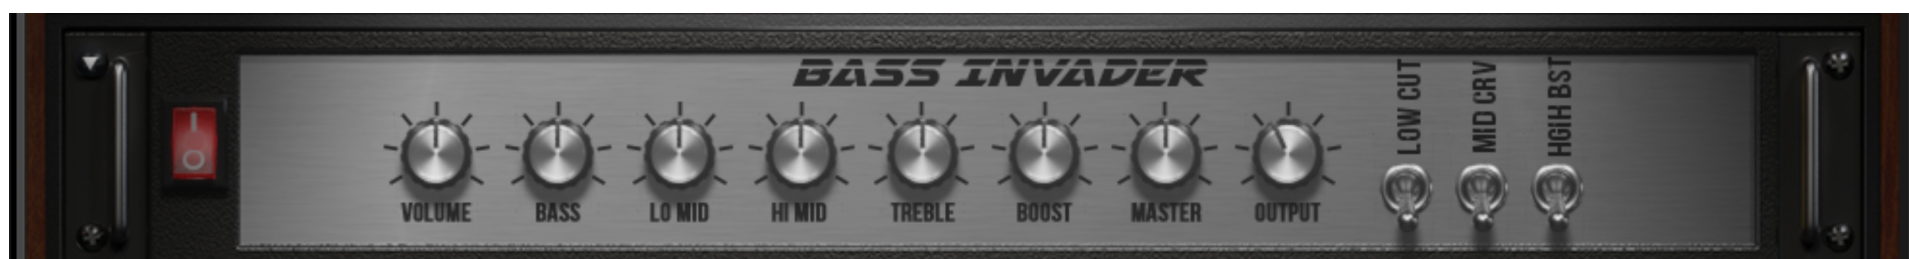 BASS INVADER
VOLUME
BASS
LO MID
HI MID
TREBLE
BOOST
MASTER
OUTPUT
LOW CUT
MID CRV
HGIH BST